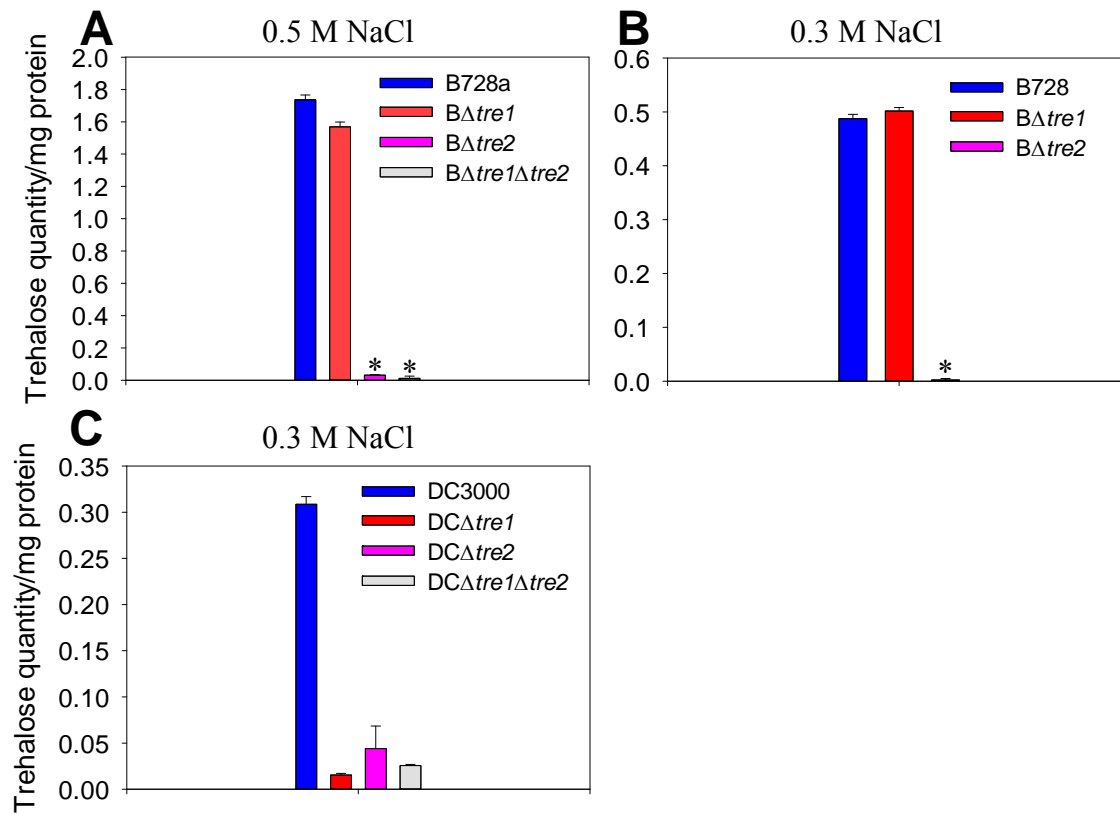 A
0.5 M NaCl
Trehalose quantity/mg protein
2.0
1.8
1.6
1.4
1.2
1.0
0.8
0.6
0.4
0.2
0.0
B728a
BΔtre1
BΔtre2
BΔtre1Δtre2
* *
B
0.3 M NaCl
0.6
0.5
0.4
0.3
0.2
0.1
0.0
B728
BΔtre1
BΔtre2
*
C
0.3 M NaCl
Trehalose quantity/mg protein
0.35
0.30
0.25
0.20
0.15
0.10
0.05
0.00
DC3000
DCΔtre1
DCΔtre2
DCΔtre1Δtre2